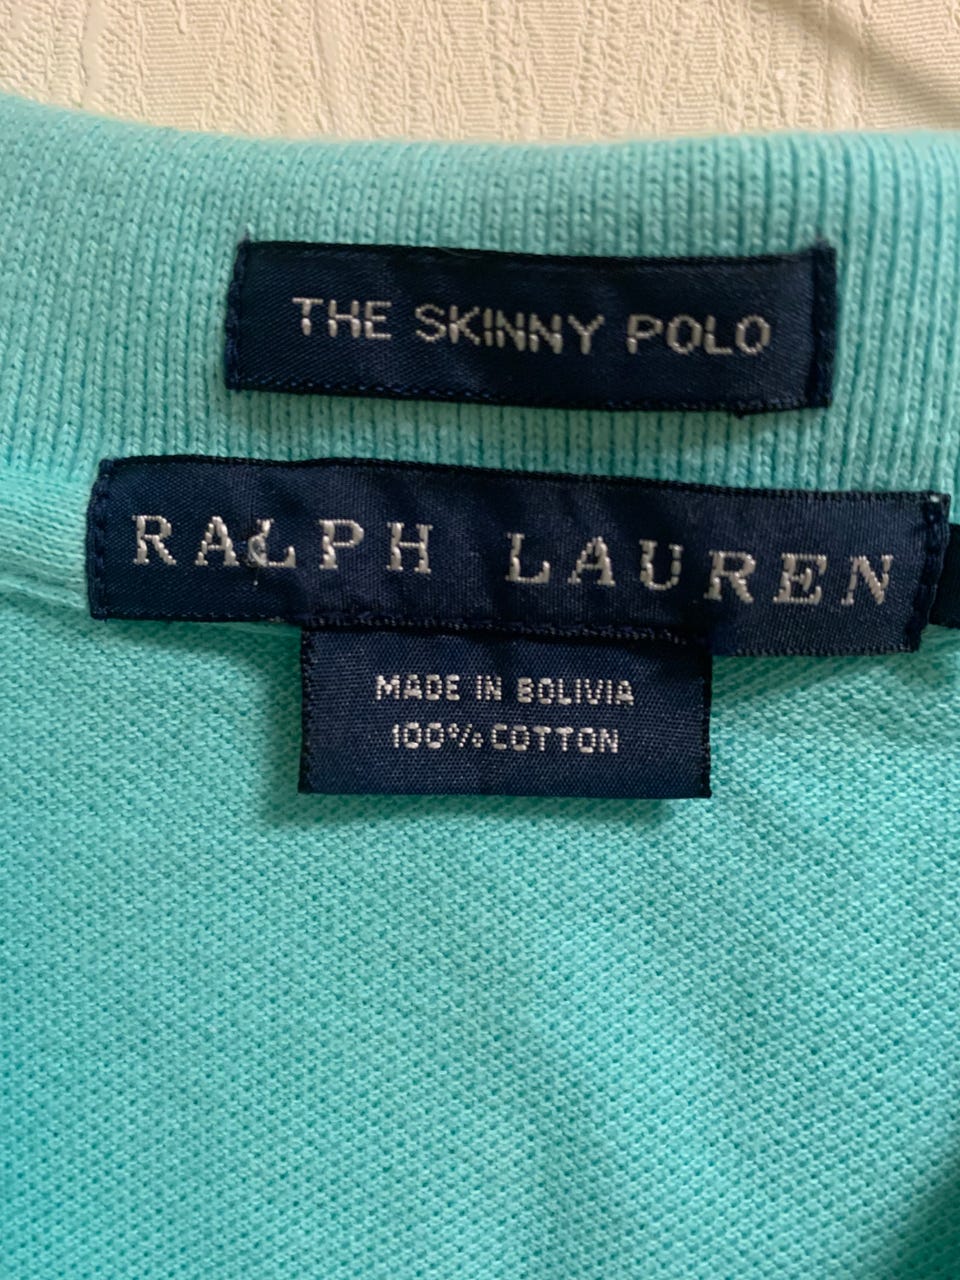 THE SKINNY POLO
RALPH LAUREN
MADE IN BOLIVIA
100% COTTON